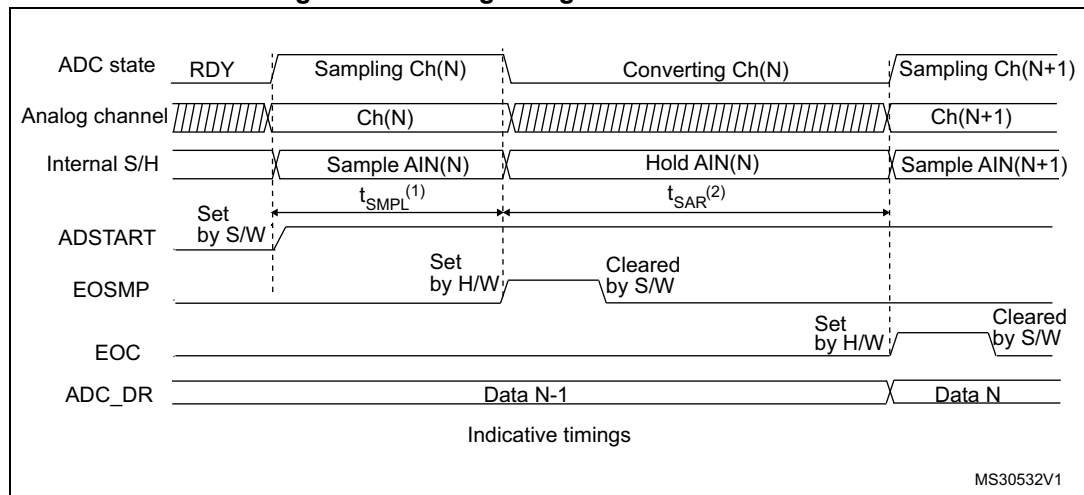 ADC state RDY Sampling Ch(N) Converting Ch(N) Sampling Ch(N+1)
Analog channel Ch(N) Ch(N+1)
Internal S/H Sample AIN(N) Hold AIN(N) Sample AIN(N+1)
tSMPL(1) tSAR(2)
Set
by S/W
ADSTART
Set
by H/W
Cleared
by S/W
EOSMP
Set
by H/W
Cleared
by S/W
EOC
ADC_DR Data N-1 Data N
Indicative timings
MS30532V1